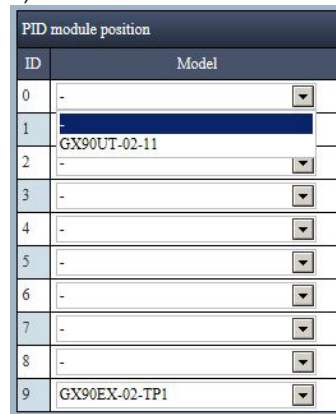 PID module position
ID Model
0 -
1 -
GX90UT-02-11
2 -
3 -
4 -
5 -
6 -
7 -
8 -
9 GX90EX-02-TP1